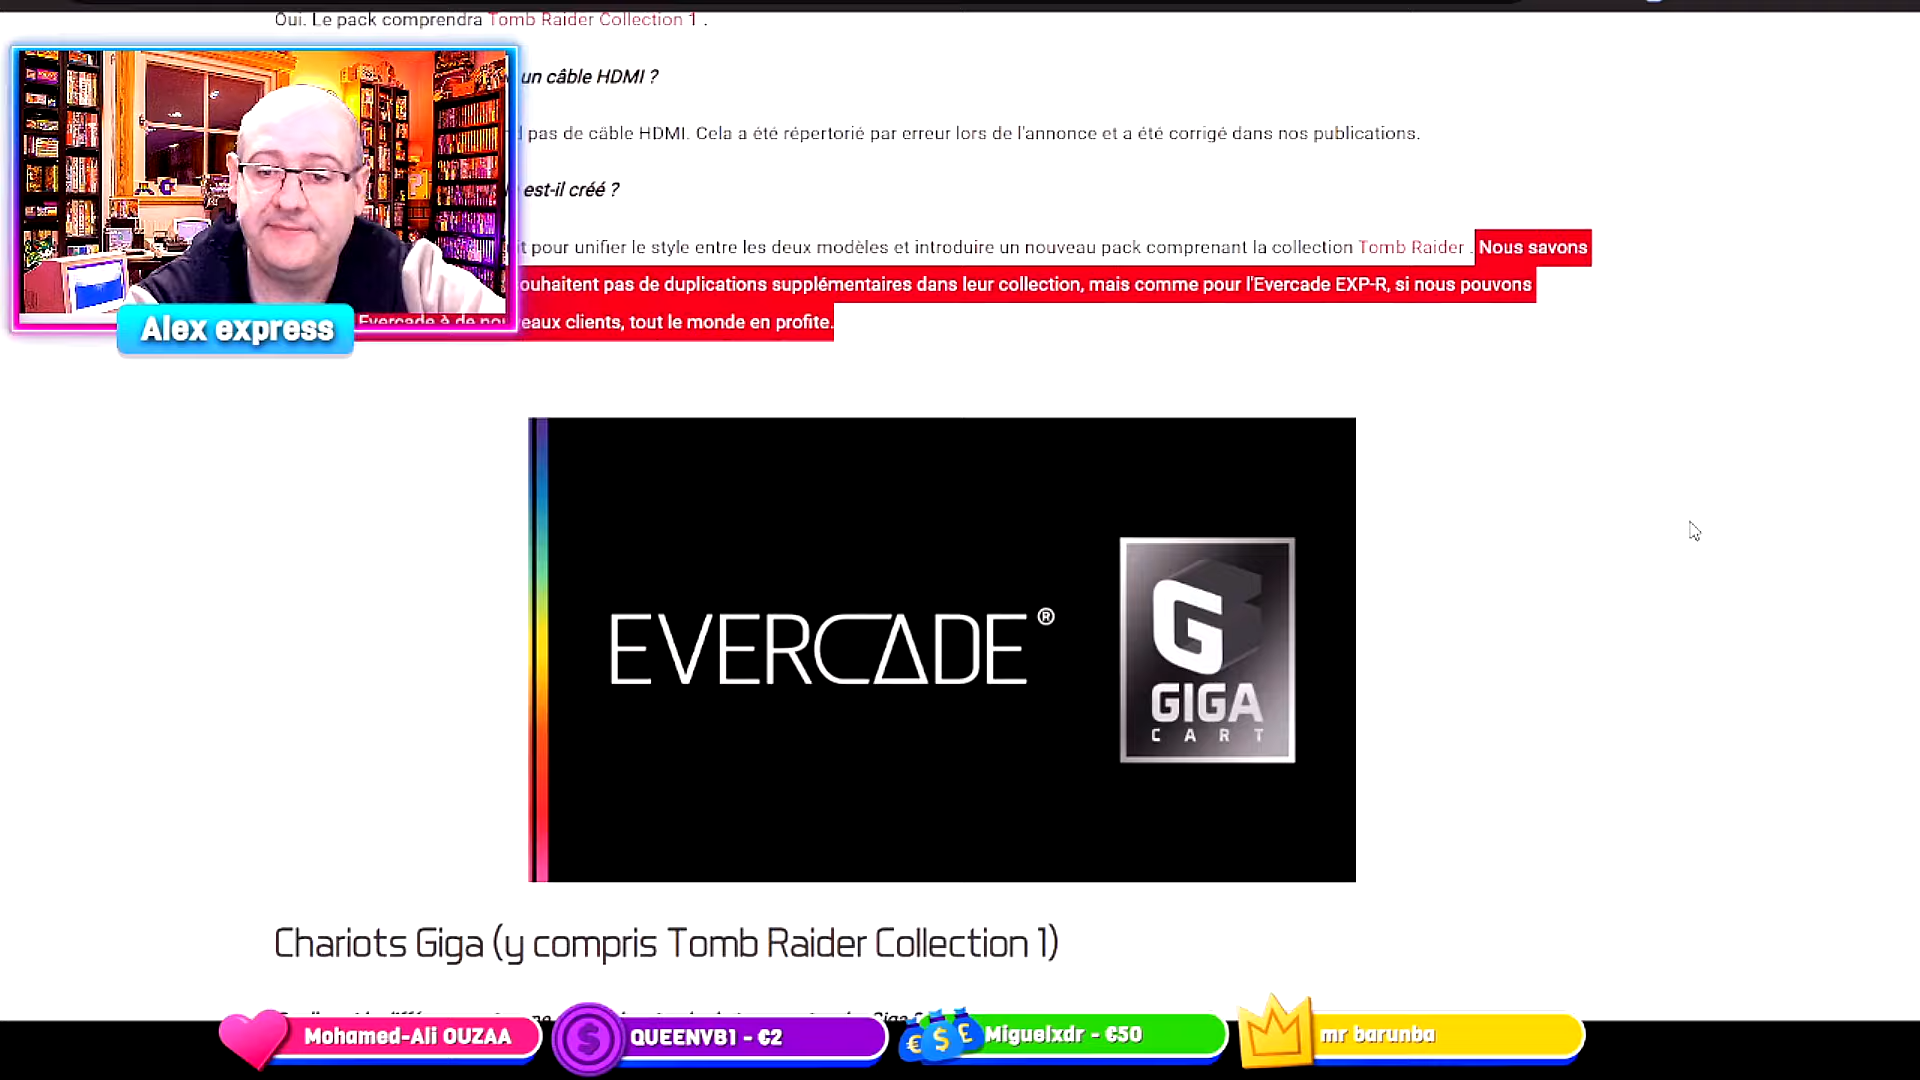 Oui. Le pack comprendra Tomb Raider Collection 1 .
un câble HDMI ?
pas de câble HDMI. Cela a été répertorié par erreur lors de l'annonce et a été corrigé dans nos publications.
est-il créé ?
pour unifier le style entre les deux modèles et introduire un nouveau pack comprenant la collection Tomb Raider . Nous savons
ouhaitent pas de duplications supplémentaires dans leur collection, mais comme pour l'Evercade EXP-R, si nous pouvons
Evercade à de nouveaux clients, tout le monde en profite.
Alex express
EVERCADE®
G
GIGA
CART
Chariots Giga (y compris Tomb Raider Collection 1)
Mohamed-Ali OUZAA
QUEENVB1 - €2
Miguelxdr - €50
mr barunba